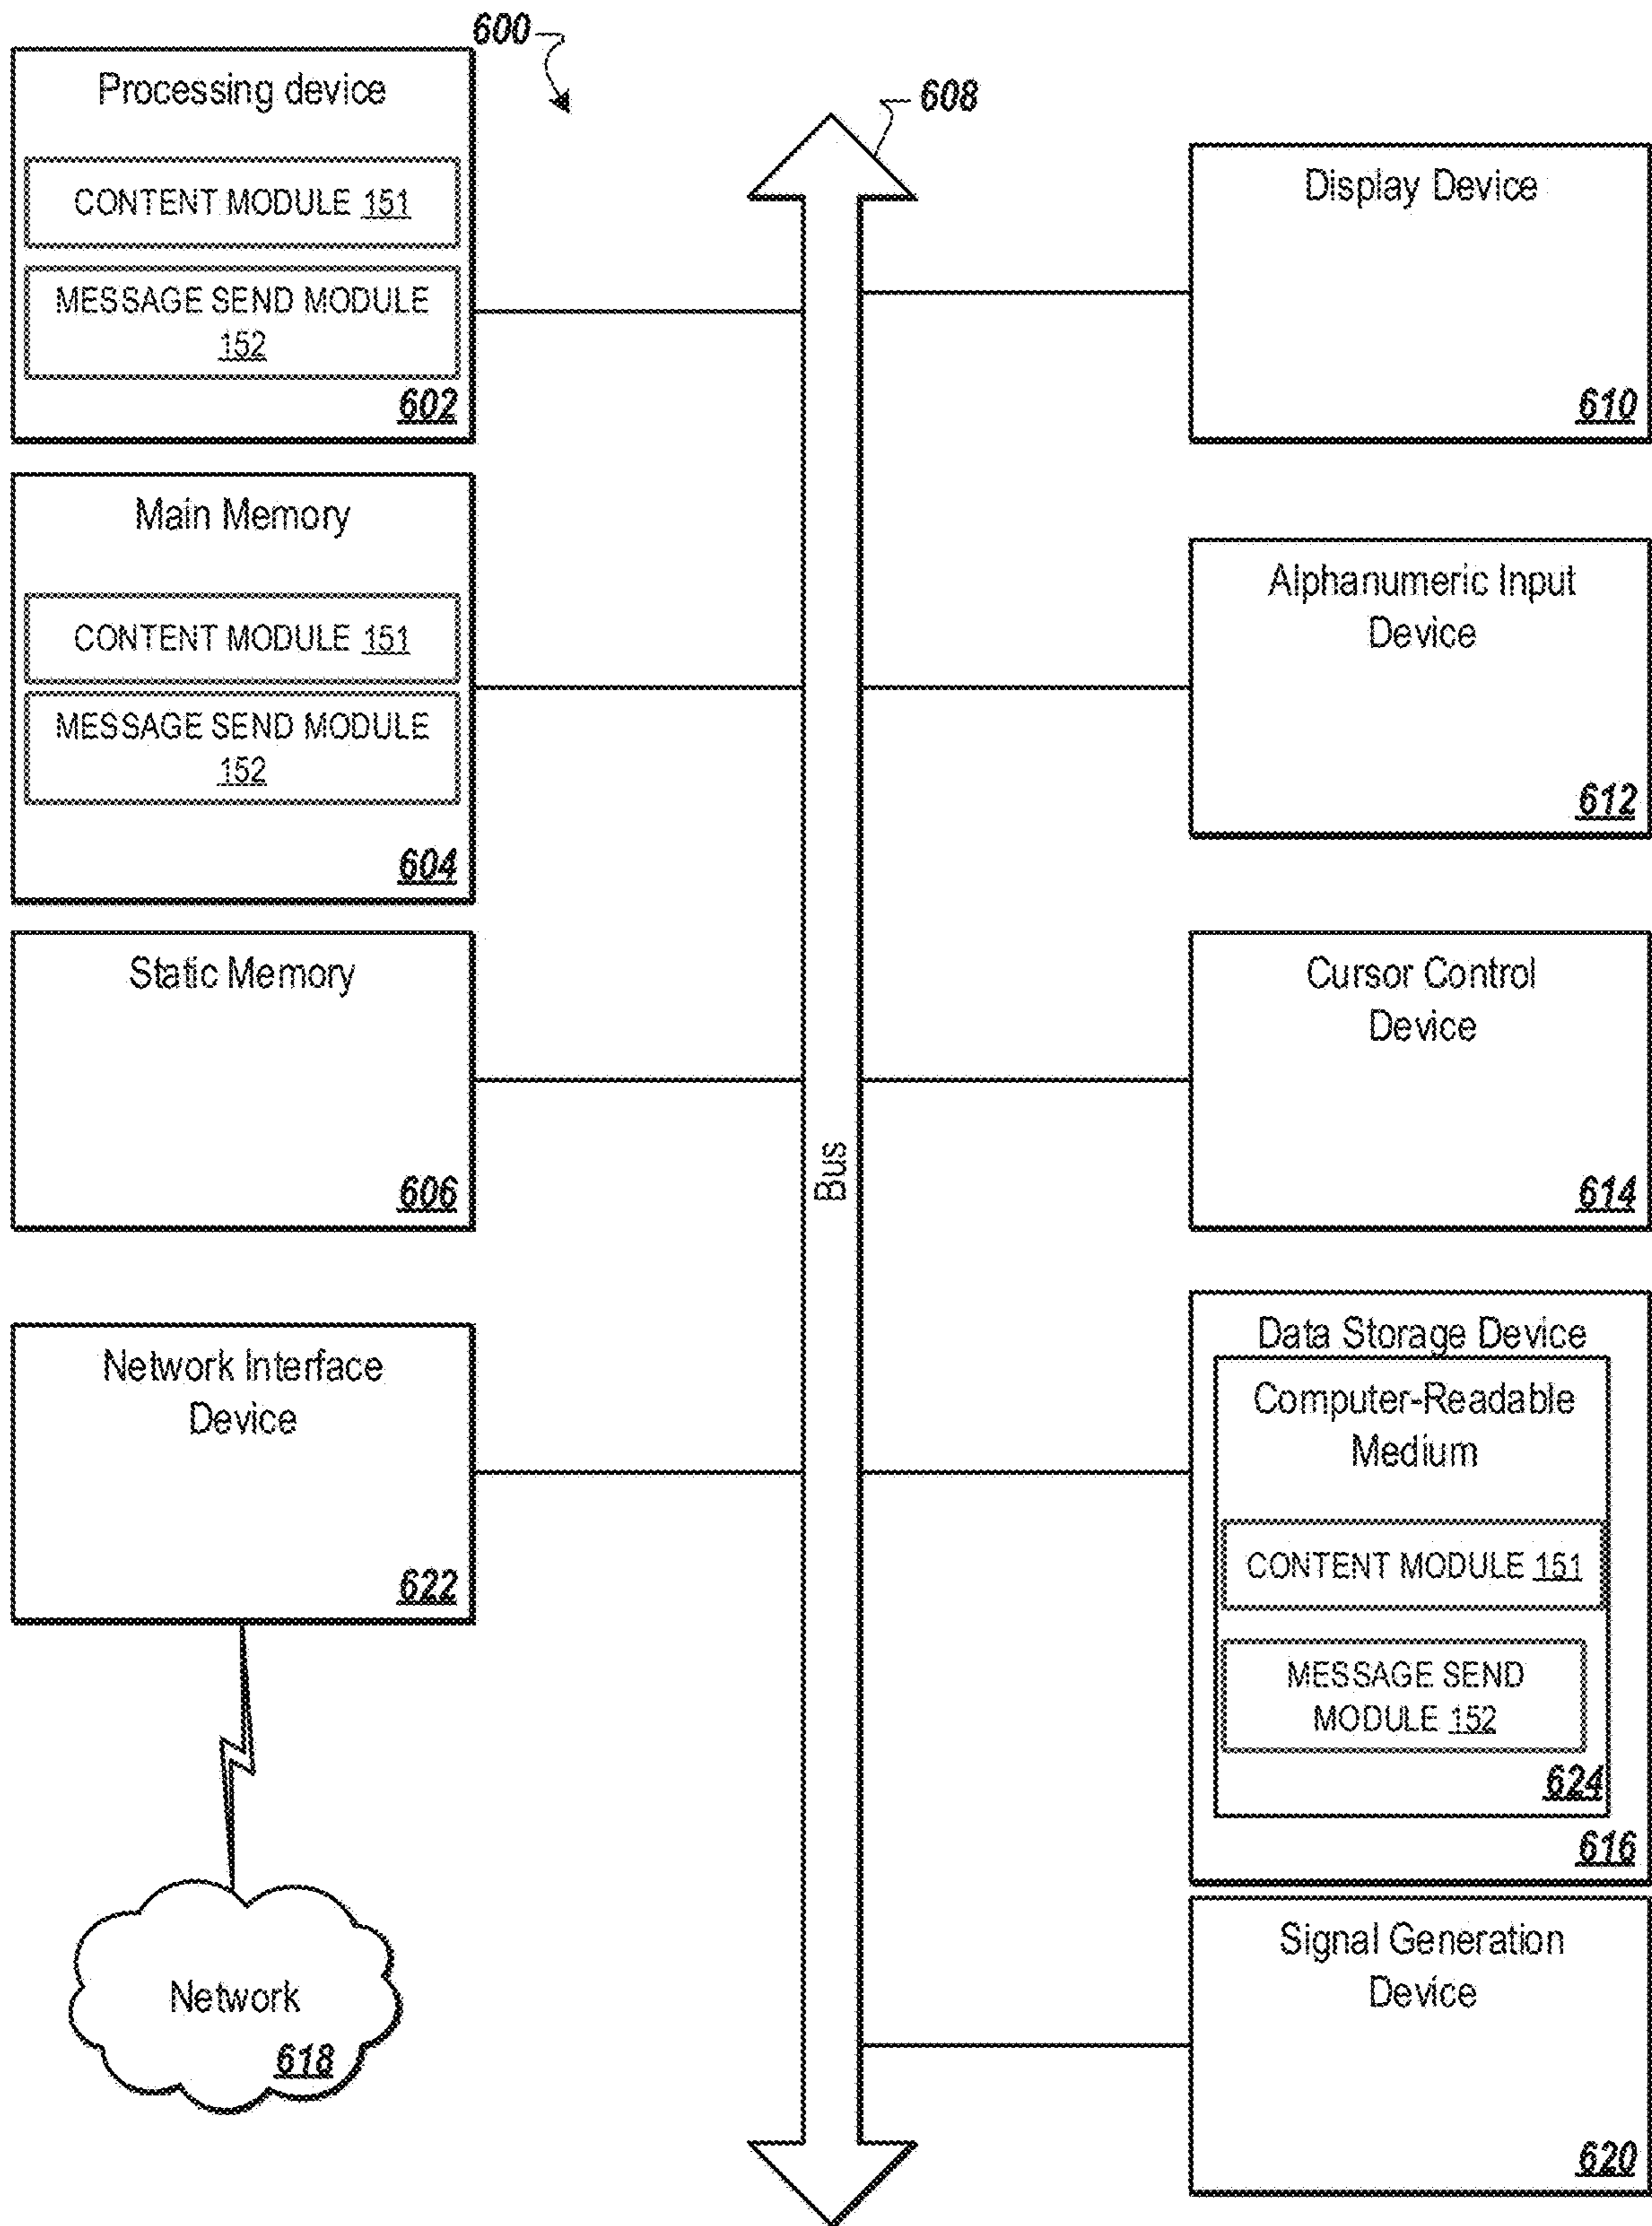 600
608
Processing device
CONTENT MODULE 151
MESSAGE SEND MODULE
152
602
Main Memory
CONTENT MODULE 151
MESSAGE SEND MODULE
152
604
Static Memory
606
Network Interface
Device
622
Network
618
Bus
Display Device
610
Alphanumeric Input
Device
612
Cursor Control
Device
614
Data Storage Device
Computer-Readable
Medium
CONTENT MODULE 151
MESSAGE SEND
MODULE 152
624
616
Signal Generation
Device
620